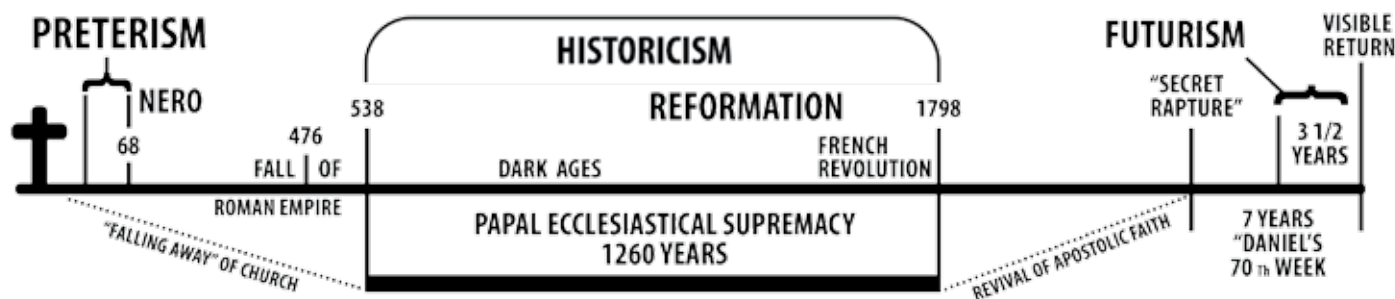 PRETERISM
NERO
68
476
FALL OF
ROMAN EMPIRE
"FALLING AWAY" OF CHURCH
HISTORICISM
538
REFORMATION
1798
DARK AGES
FRENCH
REVOLUTION
PAPAL ECCLESIASTICAL SUPREMACY
1260 YEARS
REVIVAL OF APOSTOLIC FAITH
FUTURISM
"SECRET
RAPTURE"
3 1/2
YEARS
VISIBLE
RETURN
7 YEARS
"DANIEL'S
70 TH WEEK